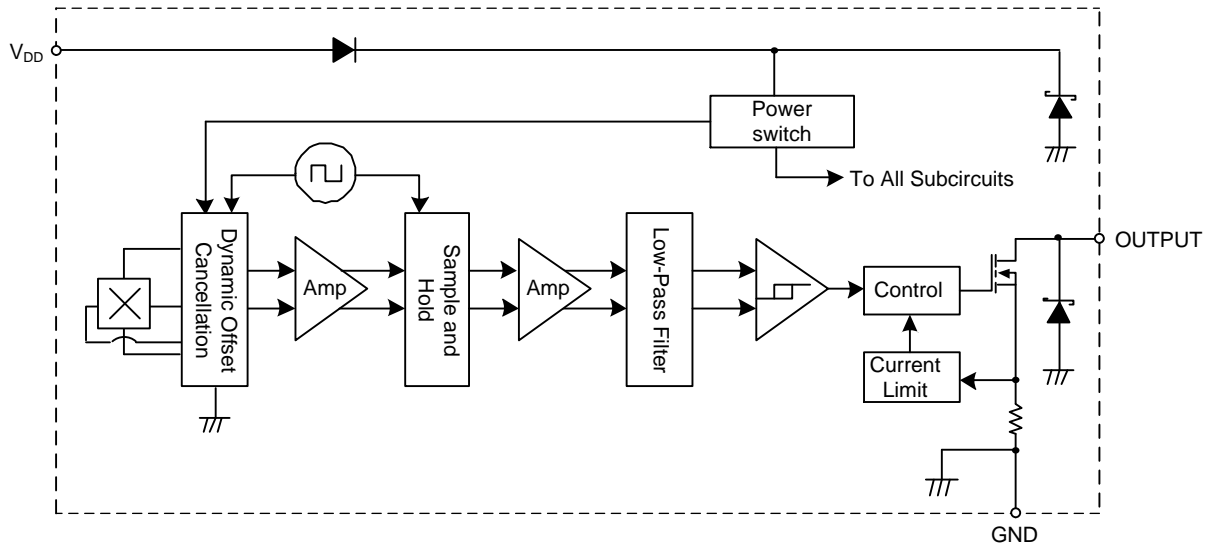 VDD
Power
switch
To All Subcircuits
Dynamic Offset
Cancellation
Amp
Sample and
Hold
Amp
Low-Pass Filter
Control
Current
Limit
OUTPUT
GND